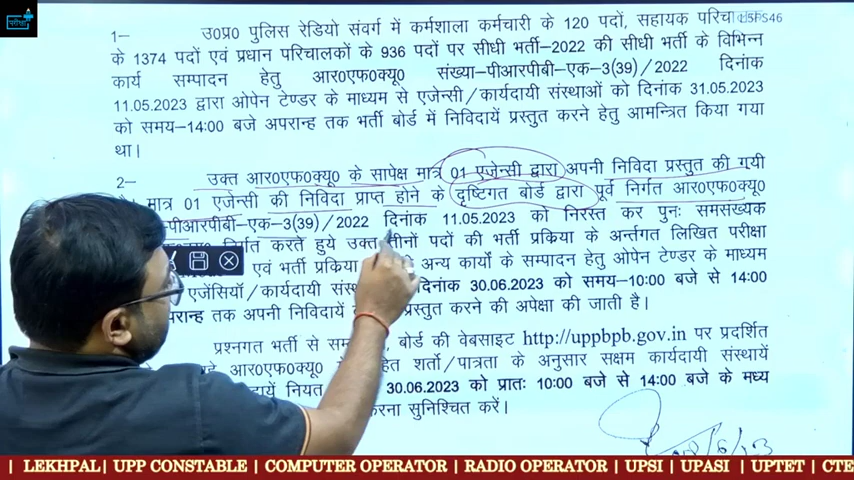 परीक्षा
1— उ0प्र0 पुलिस रेडियो संवर्ग में कर्मशाला कर्मचारी के 120 पदों, सहायक परिचालक
के 1374 पदों एवं प्रधान परिचालकों के 936 पदों पर सीधी भर्ती-2022 की सीधी भर्ती के विभिन्न
कार्य सम्पादन हेतु आर0एफ0क्यू0 संख्या-पीआरपीबी-एक-3(39)/2022 दिनांक
11.05.2023 द्वारा ओपेन टेण्डर के माध्यम से एजेन्सी/कार्यदायी संस्थाओं को दिनांक 31.05.2023
को समय-14:00 बजे अपरान्ह तक भर्ती बोर्ड में निविदायें प्रस्तुत करने हेतु आमन्त्रित किया गया
था।
2— उक्त आर0एफ0क्यू0 के सापेक्ष मात्र 01 एजेन्सी द्वारा अपनी निविदा प्रस्तुत की गयी
मात्र 01 एजेन्सी की निविदा प्राप्त होने के दृष्टिगत बोर्ड द्वारा पूर्व निर्गत आर0एफ0क्यू0
पीआरपीबी-एक-3(39)/2022 दिनांक 11.05.2023 को निरस्त कर पुनः समसंख्यक
निर्गत करते हुये उक्त तीनों पदों की भर्ती प्रक्रिया के अर्न्तगत लिखित परीक्षा
एवं भर्ती प्रक्रिया अन्य कार्यो के सम्पादन हेतु ओपेन टेण्डर के माध्यम
एजेंसियॉ/कार्यदायी दिनांक 30.06.2023 को समय-10:00 बजे से 14:00
तक अपनी निविदायें प्रस्तुत करने की अपेक्षा की जाती है।
प्रश्नगत भर्ती से बोर्ड की वेबसाइट http://uppbpb.gov.in पर प्रदर्शित
आर0एफ0क्यू0 शर्तो/पात्रता के अनुसार सक्षम कार्यदायी संस्थायें
30.06.2023 को प्रातः 10:00 बजे से 14:00 बजे के मध्य
करना सुनिश्चित करें।
| LEKHPAL| UPP CONSTABLE | COMPUTER OPERATOR | RADIO OPERATOR | UPSI | UPASI | UPTET | CTE